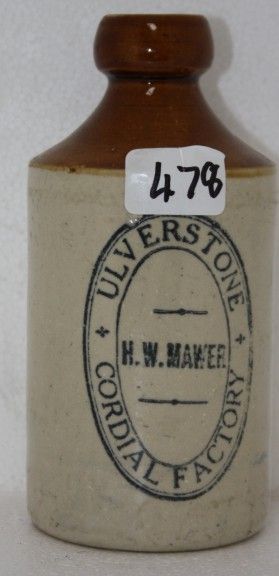 478
ULVERSTONE
H.W.MAWER
CORDIAL FACTORY